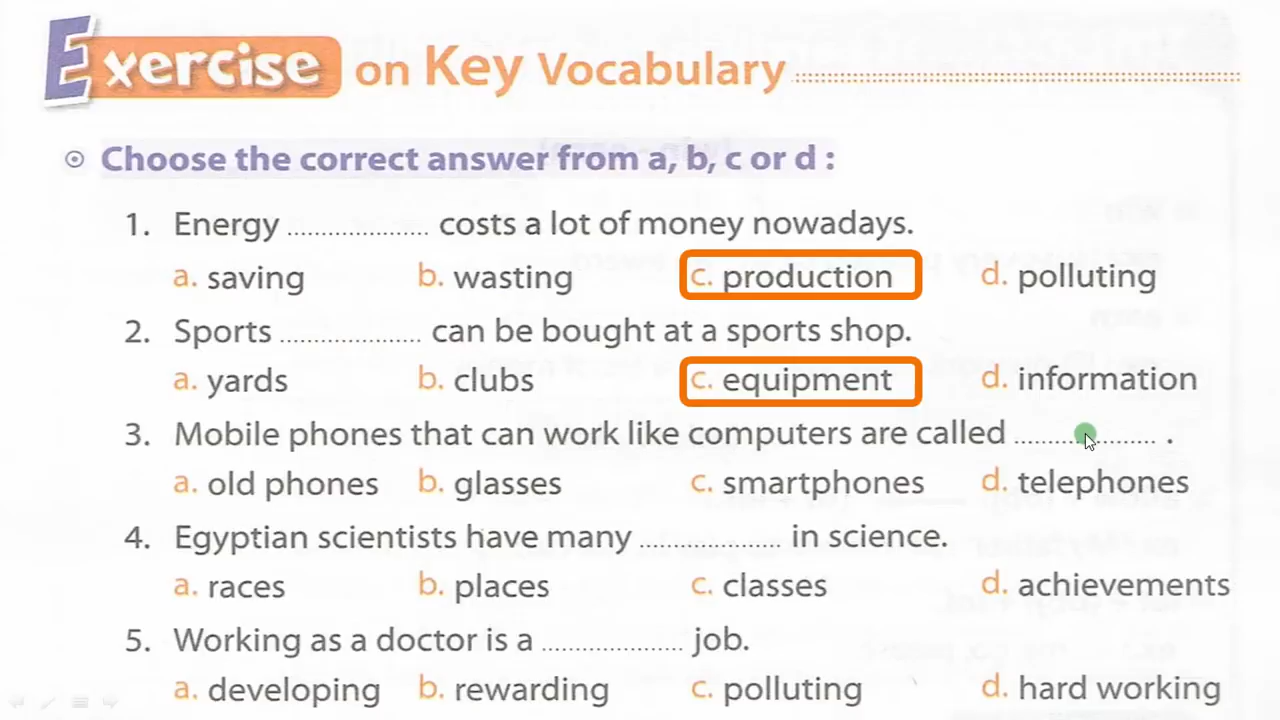 Exercise on Key Vocabulary
Choose the correct answer from a, b, c or d :
1. Energy .................... costs a lot of money nowadays.
a. saving b. wasting c. production d. polluting
2. Sports .................... can be bought at a sports shop.
a. yards b. clubs c. equipment d. information
3. Mobile phones that can work like computers are called .................... .
a. old phones b. glasses c. smartphones d. telephones
4. Egyptian scientists have many .................... in science.
a. races b. places c. classes d. achievements
5. Working as a doctor is a .................... job.
a. developing b. rewarding c. polluting d. hard working